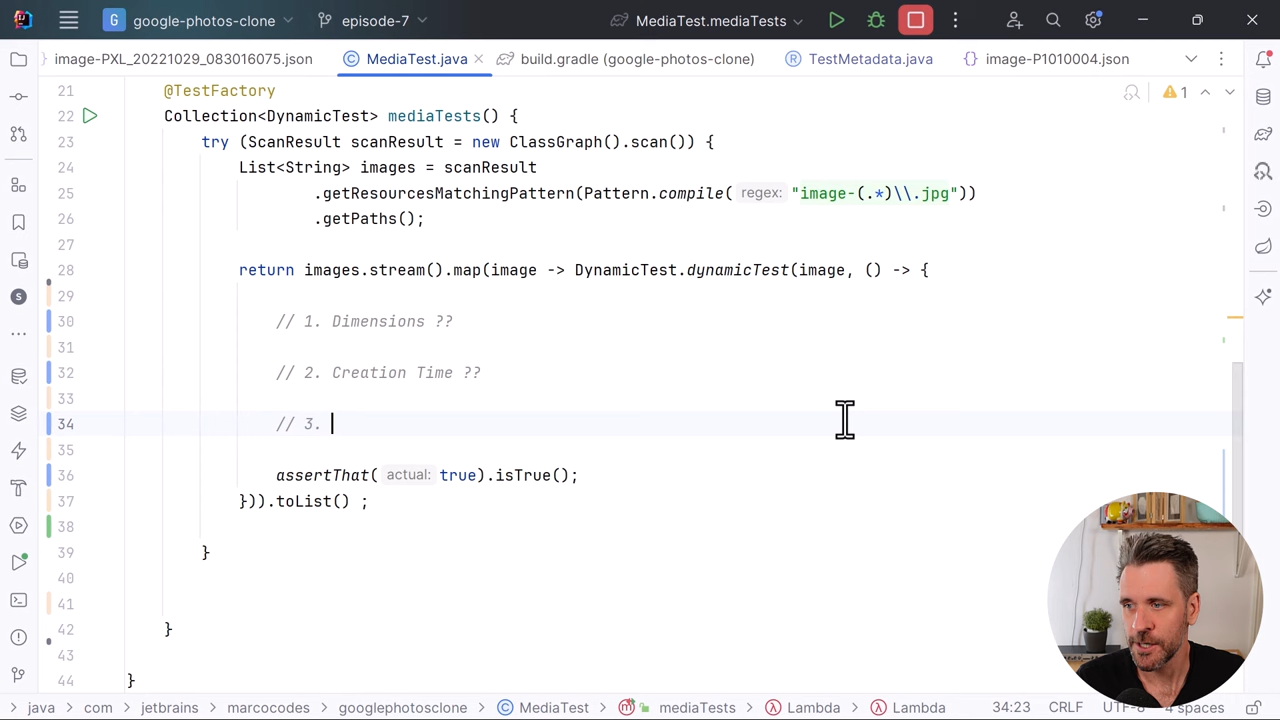 G google-photos-clone episode-7 MediaTest.mediaTests
image-PXL_20221029_083016075.json MediaTest.java build.gradle (google-photos-clone) TestMetadata.java image-P1010004.json
21 @TestFactory 1
22 Collection<DynamicTest> mediaTests() {
23 try (ScanResult scanResult = new ClassGraph().scan()) {
24 List<String> images = scanResult
25 .getResourcesMatchingPattern(Pattern.compile( regex: "image-(.*)\\.jpg"))
26 .getPaths();
27
28 return images.stream().map(image -> DynamicTest.dynamicTest(image, () -> {
29
30 // 1. Dimensions ??
31
32 // 2. Creation Time ??
33
34 // 3.
35
36 assertThat( actual: true).isTrue();
37 })).toList() ;
38
39 }
40
41
42 }
43
44 }
java com jetbrains marcocodes googlephotosclone MediaTest mediaTests Lambda Lambda 34:23 CRLF UTF-8 4 spaces